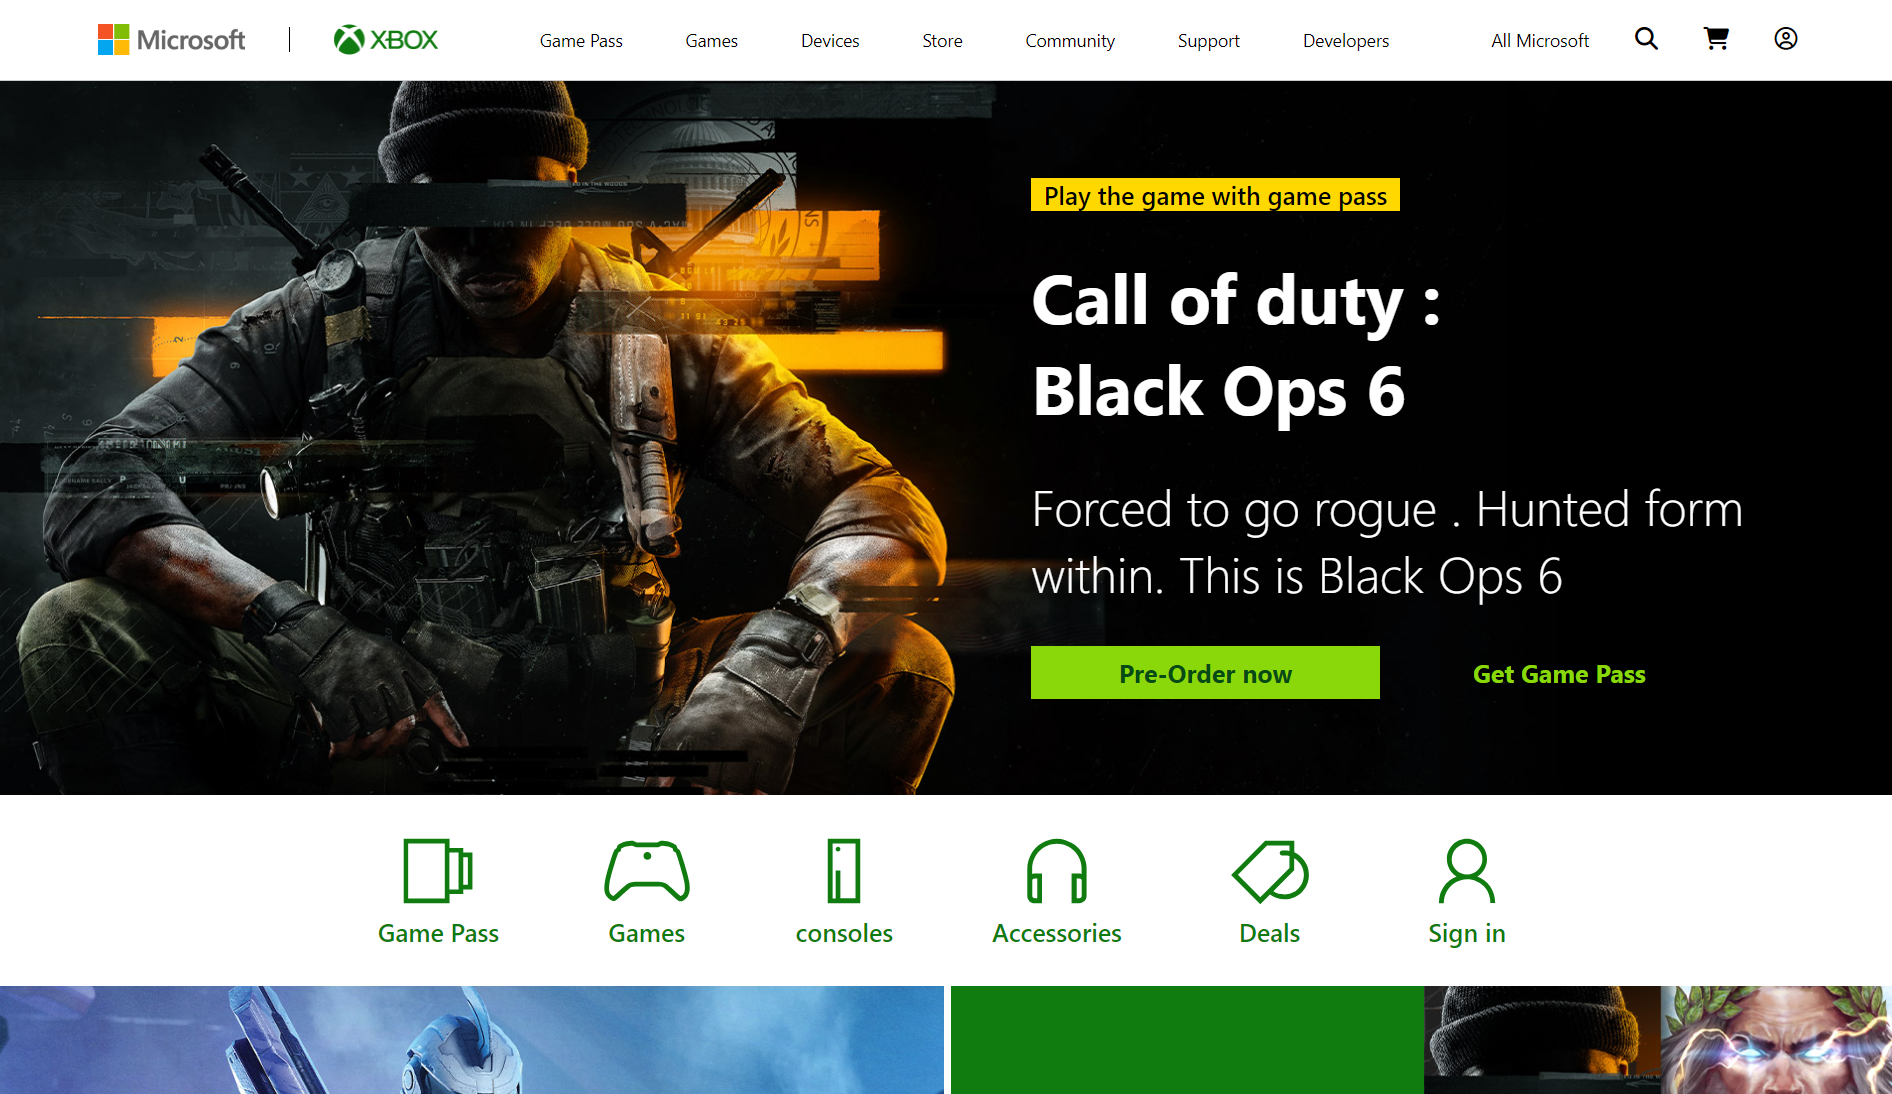 Microsoft
XBOX
Game Pass
Games
Devices
Store
Community
Support
Developers
All Microsoft
Play the game with game pass
Call of duty :
Black Ops 6
Forced to go rogue . Hunted form
within. This is Black Ops 6
Pre-Order now
Get Game Pass
Game Pass
Games
consoles
Accessories
Deals
Sign in